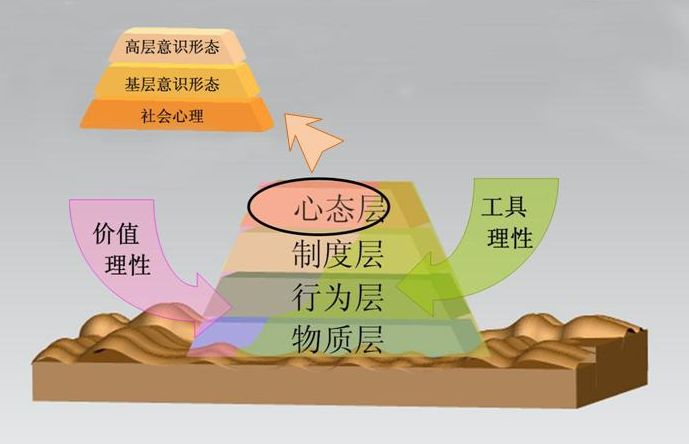 高层意识形态
基层意识形态
社会心理
心态层
制度层
行为层
物质层
价值
理性
工具
理性